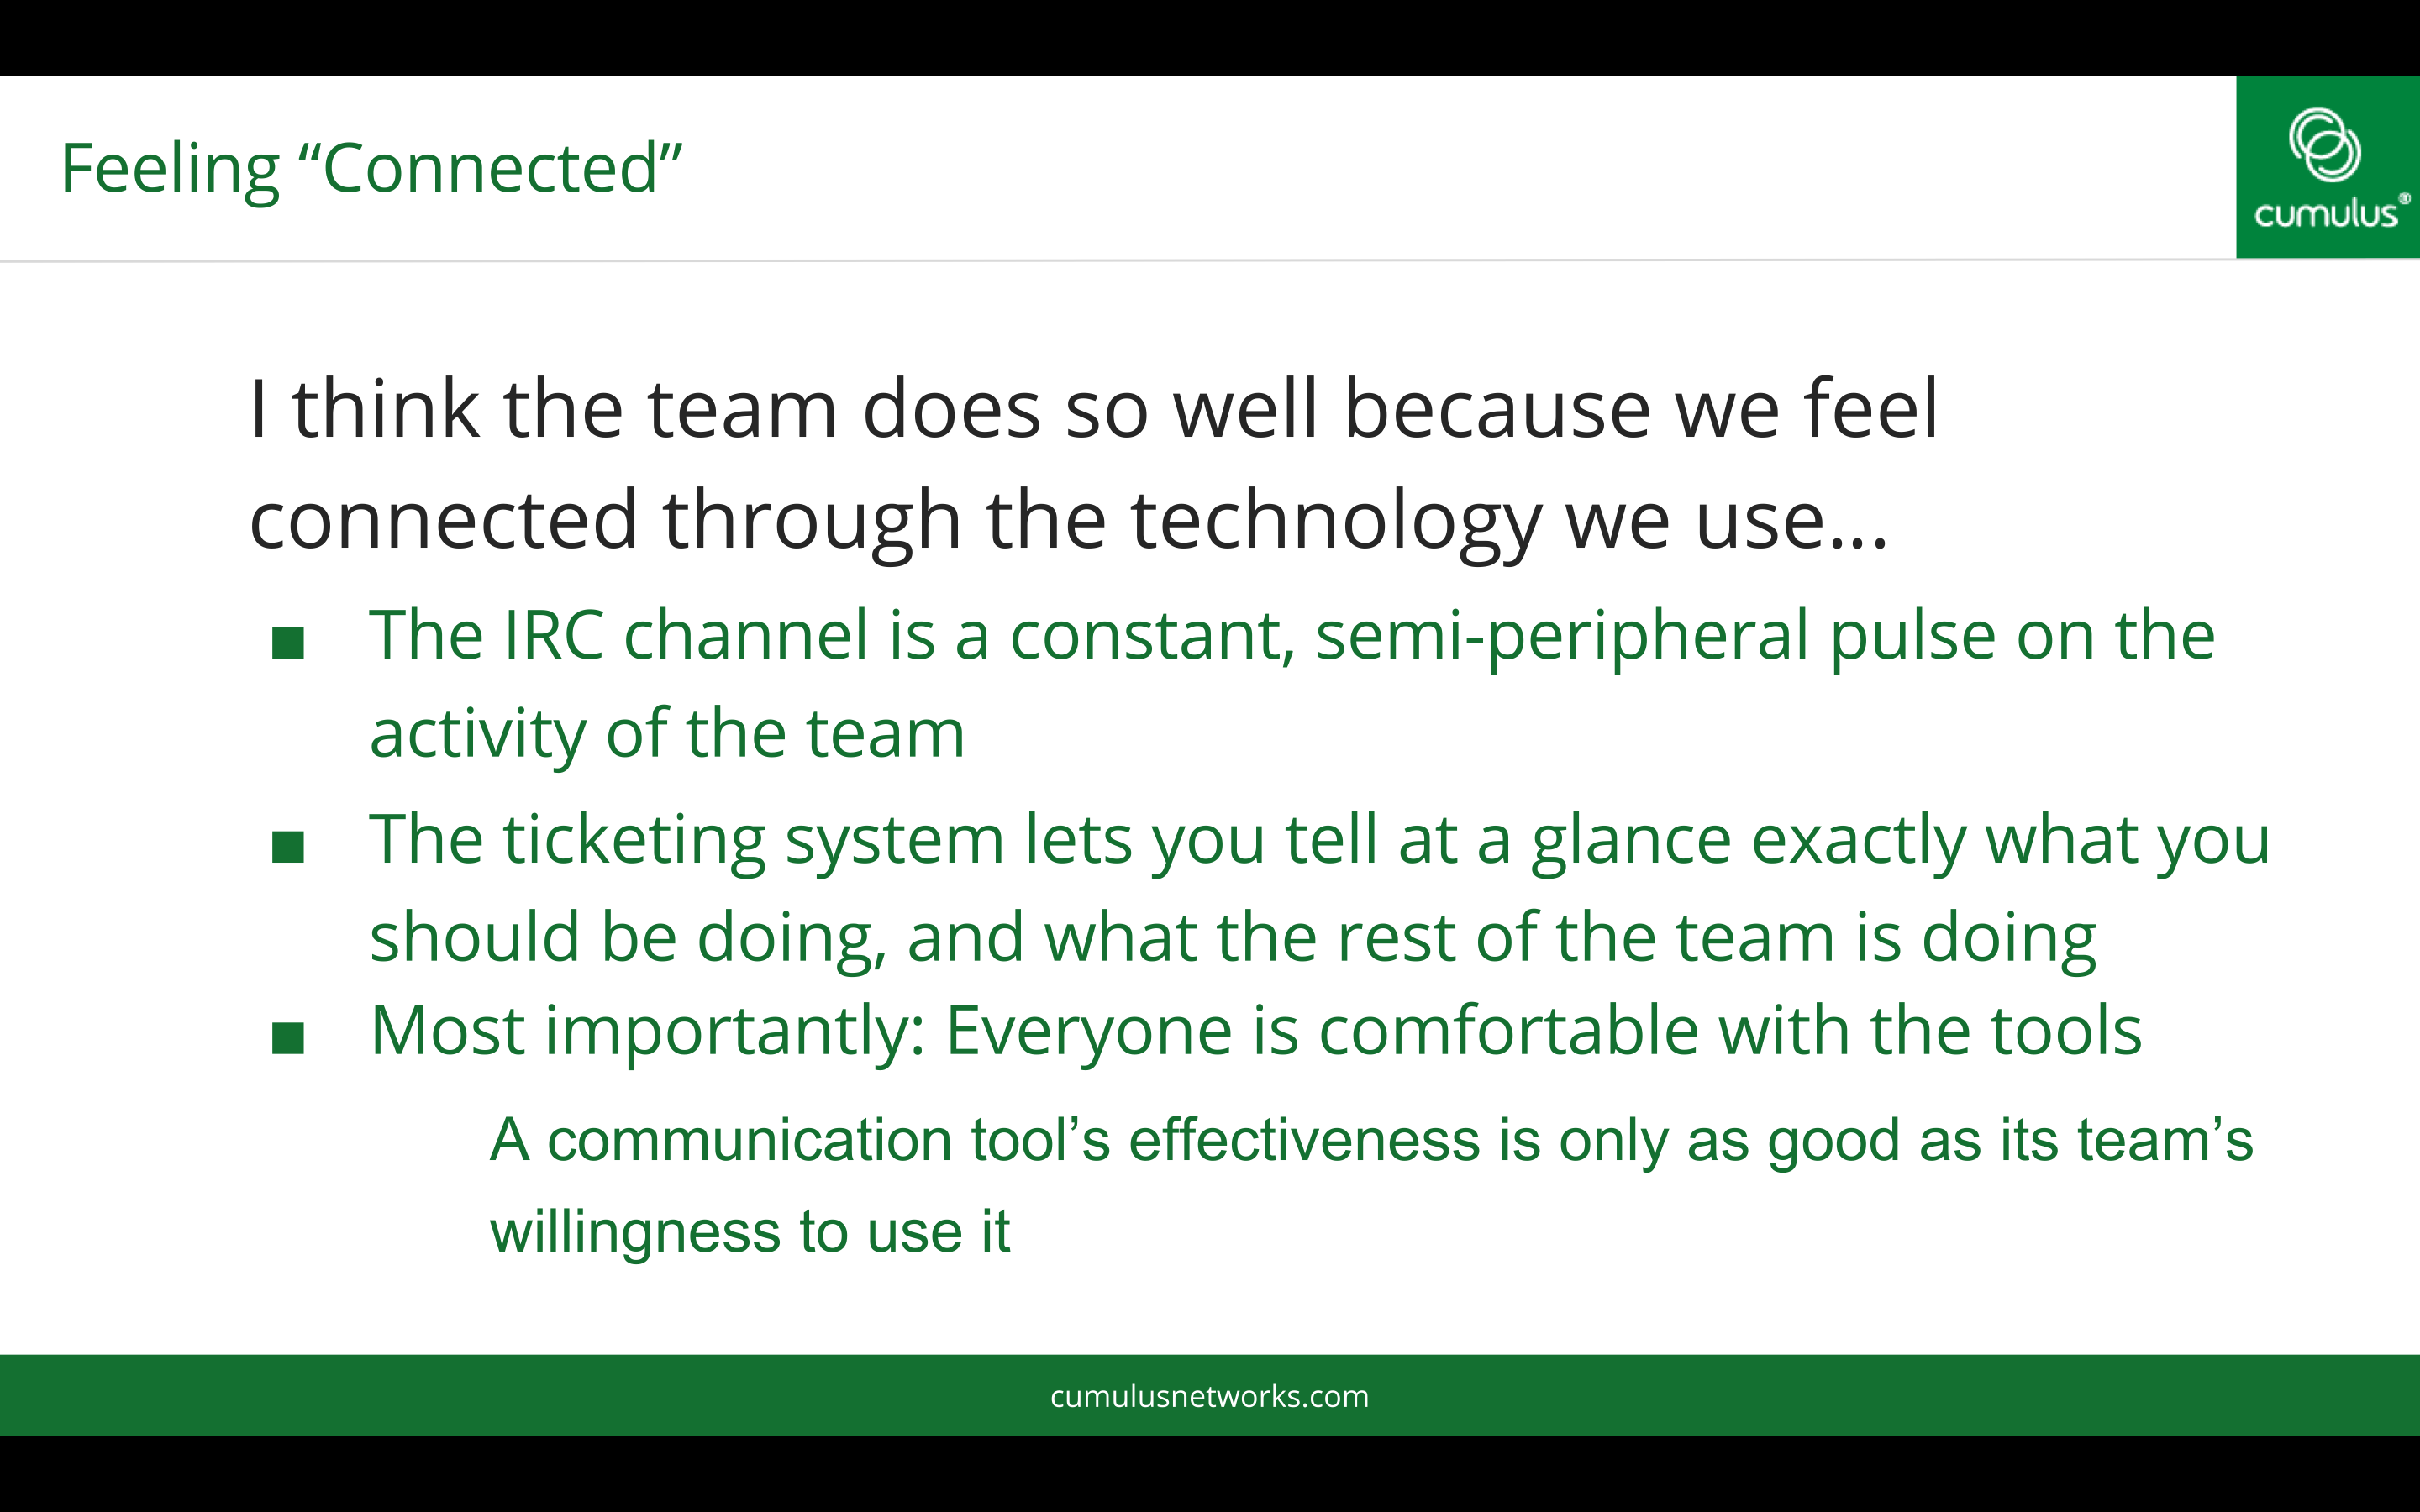 Feeling “Connected”
cumulus®
I think the team does so well because we feel
connected through the technology we use...
■ The IRC channel is a constant, semi-peripheral pulse on the
activity of the team
■ The ticketing system lets you tell at a glance exactly what you
should be doing, and what the rest of the team is doing
■ Most importantly: Everyone is comfortable with the tools
A communication tool’s effectiveness is only as good as its team’s
willingness to use it
cumulusnetworks.com